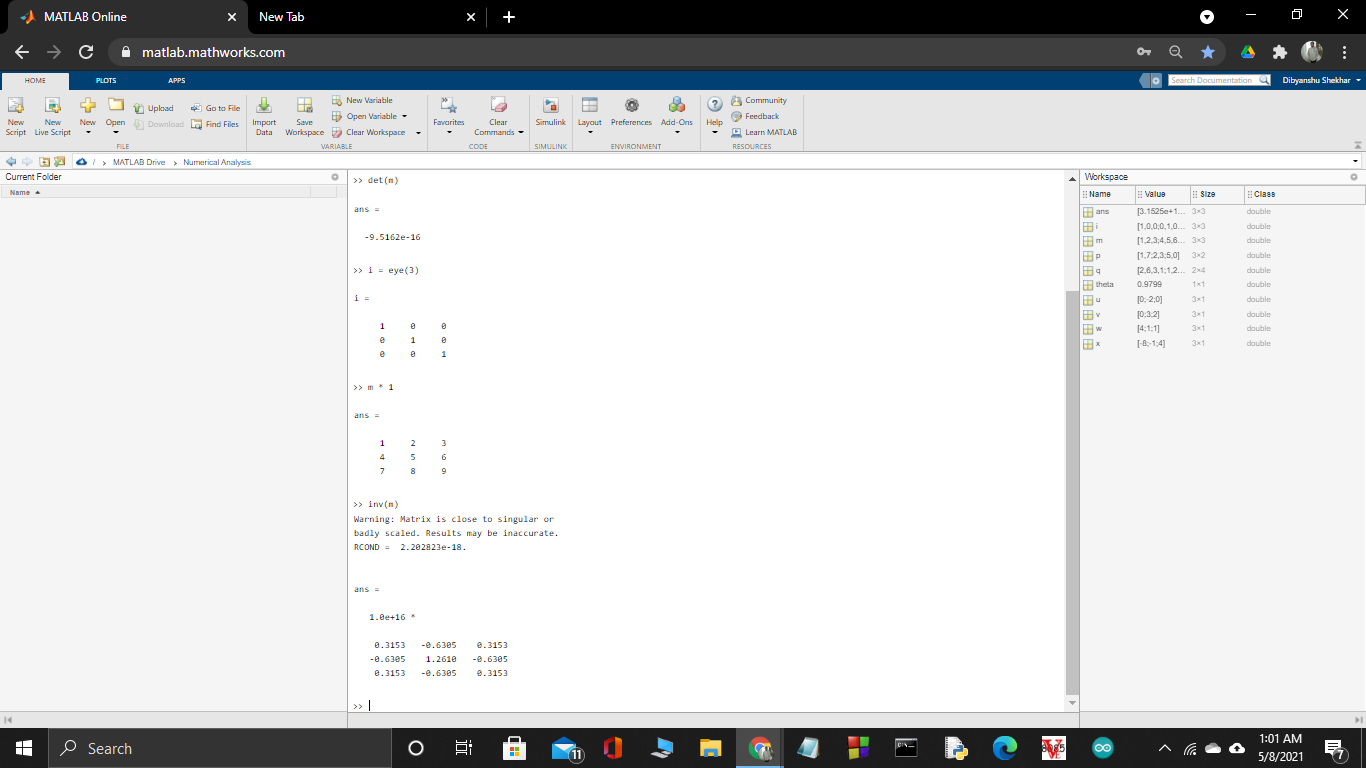 MATLAB Online
New Tab
matlab.mathworks.com
HOME PLOTS APPS
Search Documentation
Dibyanshu Shekhar
New Script
New Live Script
New
Open
Upload
Download
Go to File
Find Files
FILE
Import Data
Save Workspace
New Variable
Open Variable
Clear Workspace
VARIABLE
Favorites
Clear Commands
CODE
Simulink
SIMULINK
Layout
Preferences
Add-Ons
ENVIRONMENT
Help
Community
Feedback
Learn MATLAB
RESOURCES
/ > MATLAB Drive > Numerical Analysis
Current Folder
Name
>> det(m)
ans =
-9.5162e-16
>> i = eye(3)
i =
1 0 0
0 1 0
0 0 1
>> m * 1
ans =
1 2 3
4 5 6
7 8 9
>> inv(m)
Warning: Matrix is close to singular or
badly scaled. Results may be inaccurate.
RCOND = 2.202823e-18.
ans =
1.0e+16 *
0.3153 -0.6305 0.3153
-0.6305 1.2610 -0.6305
0.3153 -0.6305 0.3153
>>
Workspace
Name Value Size Class
ans [3.1525e+1... 3×3 double
i [1,0,0;0,1,0... 3×3 double
m [1,2,3;4,5,6... 3×3 double
p [1,7;2,3;5,0] 3×2 double
q [2,6,3,1;1,2... 2×4 double
theta 0.9799 1×1 double
u [0;-2;0] 3×1 double
v [0;3;2] 3×1 double
w [4;1;1] 3×1 double
x [-8;-1;4] 3×1 double
Search
11
1:01 AM
5/8/2021
7